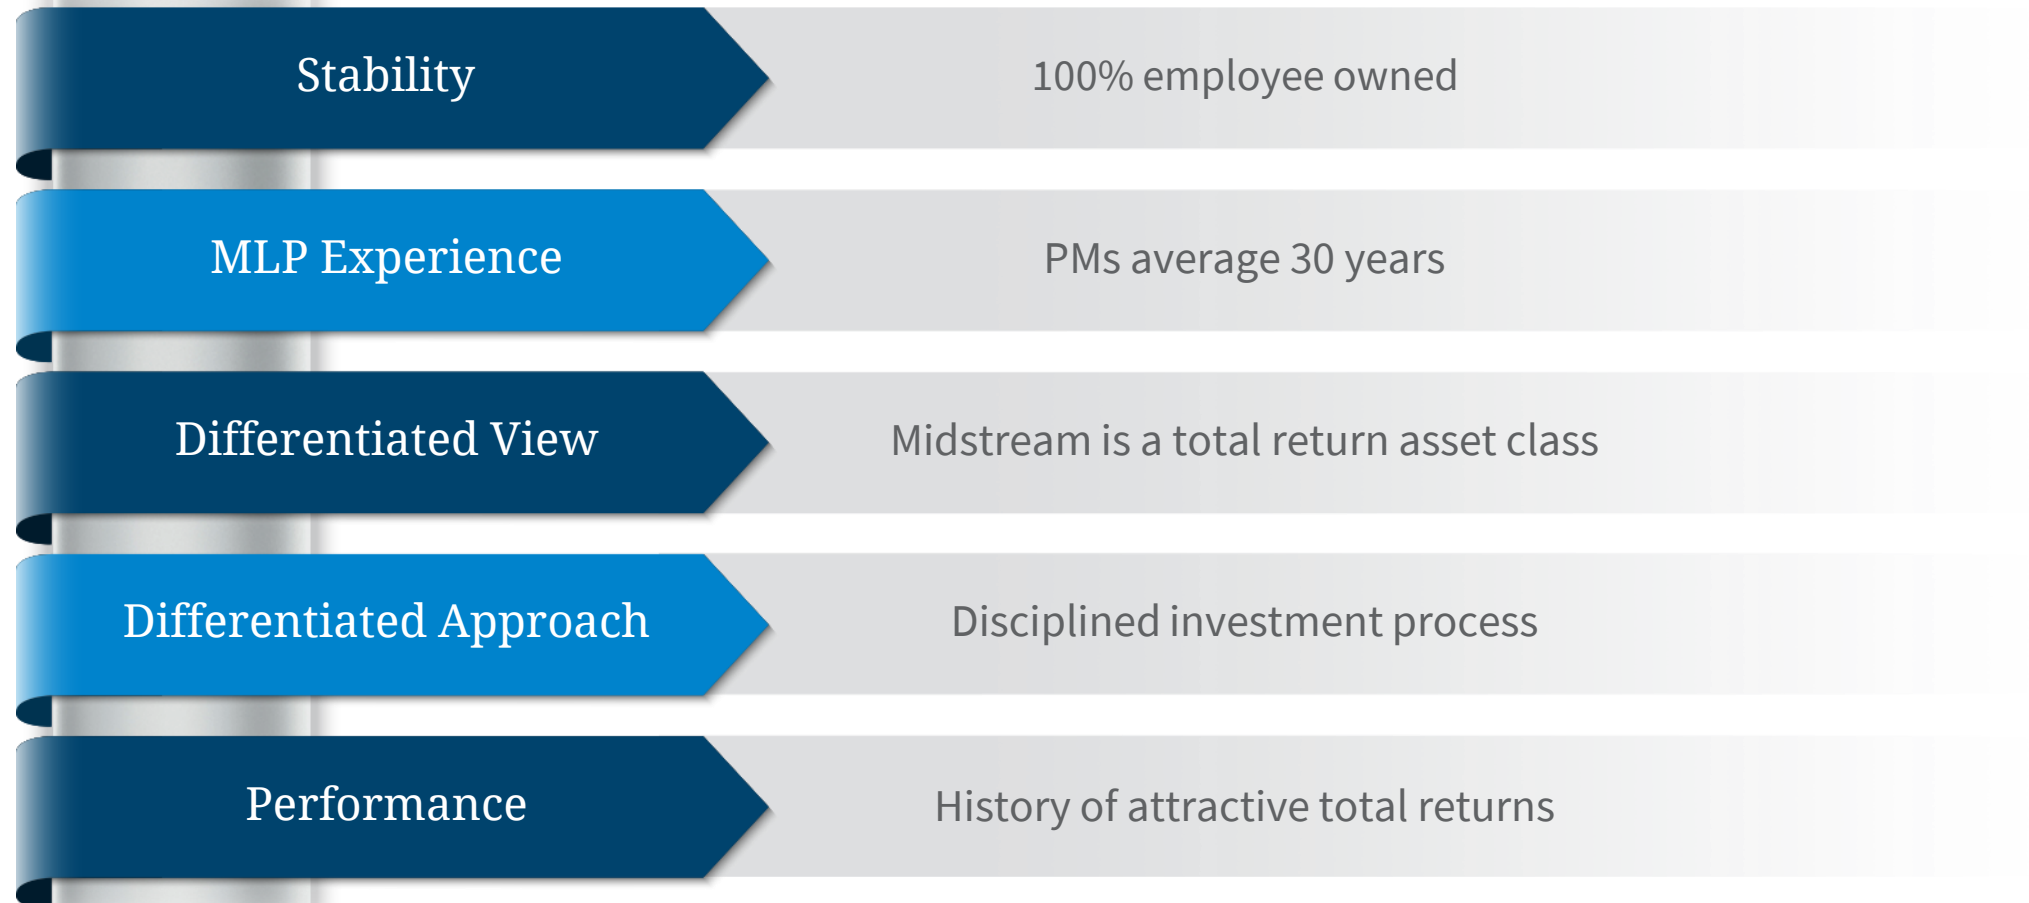 Stability
100% employee owned
MLP Experience
PMs average 30 years
Differentiated View
Midstream is a total return asset class
Differentiated Approach
Disciplined investment process
Performance
History of attractive total returns